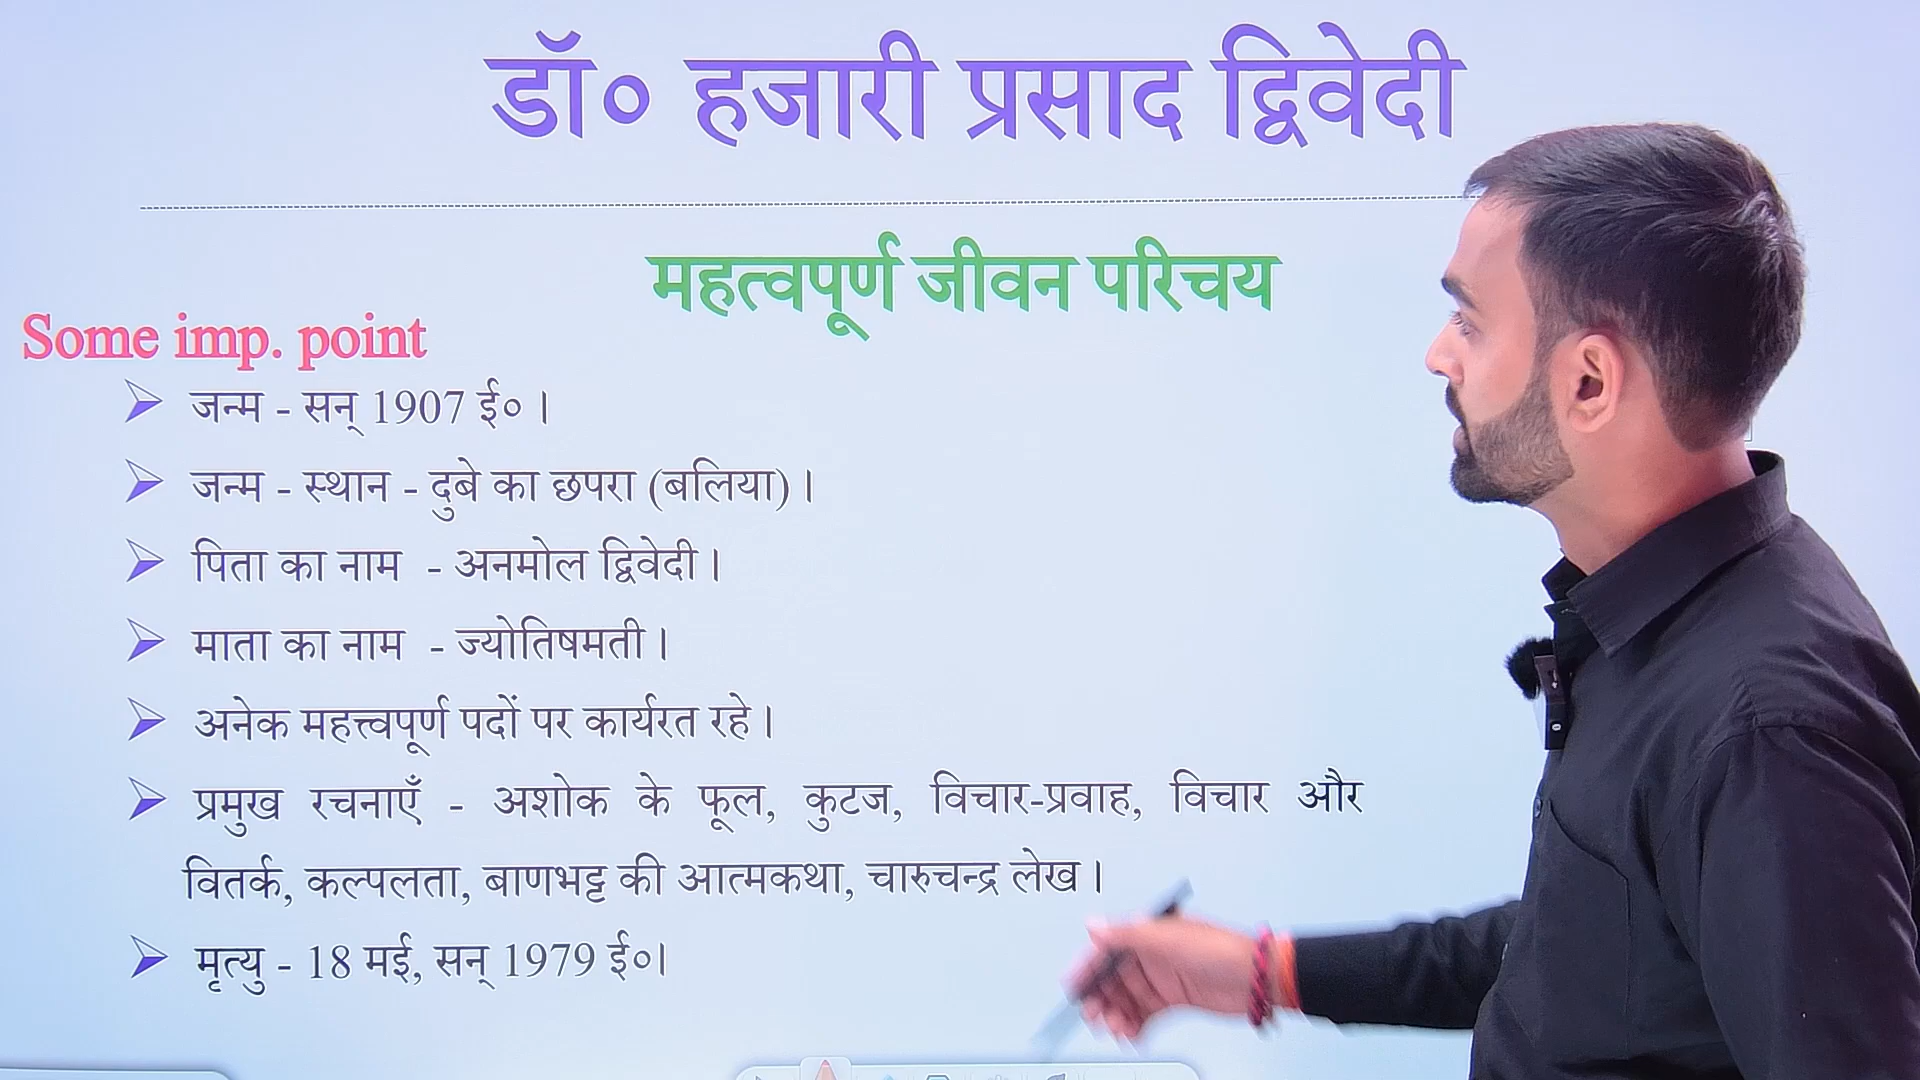 डॉ० हजारी प्रसाद द्विवेदी
महत्वपूर्ण जीवन परिचय
Some imp. point
जन्म - सन् 1907 ई०।
जन्म - स्थान - दुबे का छपरा (बलिया)।
पिता का नाम - अनमोल द्विवेदी।
माता का नाम - ज्योतिषमती।
अनेक महत्त्वपूर्ण पदों पर कार्यरत रहे।
प्रमुख रचनाएँ - अशोक के फूल, कुटज, विचार-प्रवाह, विचार और
वितर्क, कल्पलता, बाणभट्ट की आत्मकथा, चारुचन्द्र लेख।
मृत्यु - 18 मई, सन् 1979 ई०।